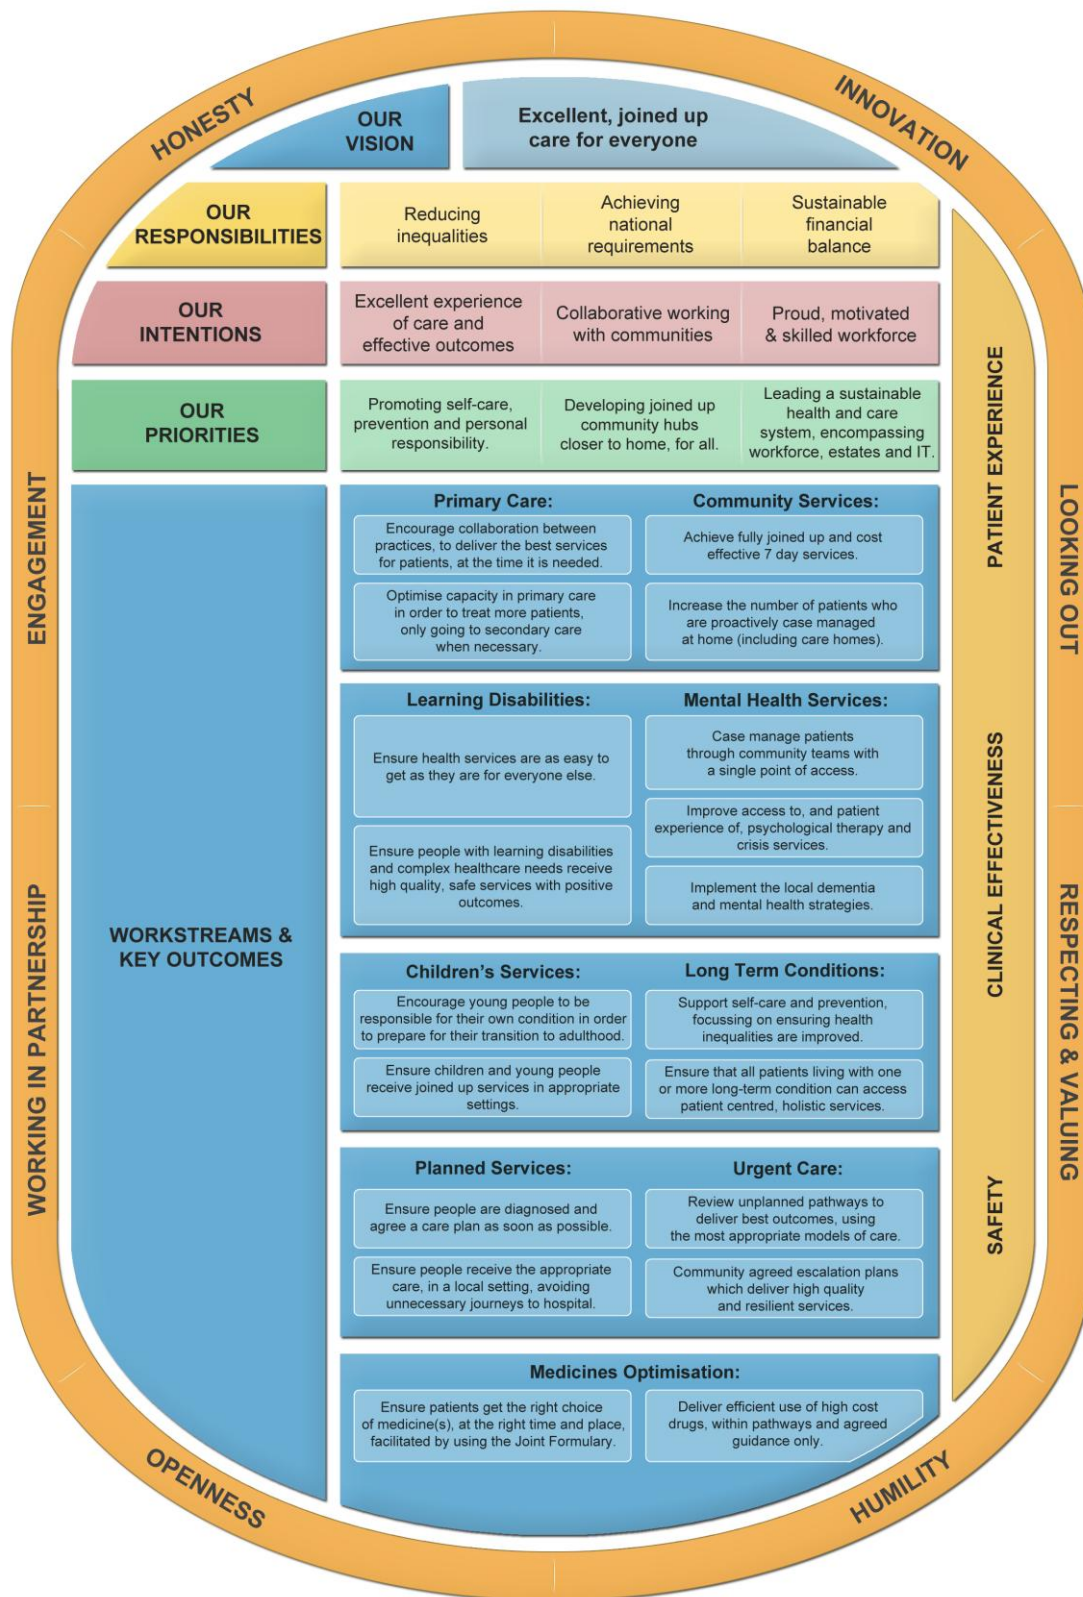 HONESTY
INNOVATION
OUR
VISION
Excellent, joined up
care for everyone
OUR
RESPONSIBILITIES
Reducing
inequalities
Achieving
national
requirements
Sustainable
financial
balance
OUR
INTENTIONS
Excellent experience
of care and
effective outcomes
Collaborative working
with communities
Proud, motivated
& skilled workforce
OUR
PRIORITIES
Promoting self-care,
prevention and personal
responsibility.
Developing joined up
community hubs
closer to home, for all.
Leading a sustainable
health and care
system, encompassing
workforce, estates and IT.
ENGAGEMENT
WORKING IN PARTNERSHIP
WORKSTREAMS &
KEY OUTCOMES
Primary Care:
Encourage collaboration between
practices, to deliver the best services
for patients, at the time it is needed.
Optimise capacity in primary care
in order to treat more patients,
only going to secondary care
when necessary.
Community Services:
Achieve fully joined up and cost
effective 7 day services.
Increase the number of patients who
are proactively case managed
at home (including care homes).
Learning Disabilities:
Ensure health services are as easy to
get as they are for everyone else.
Ensure people with learning disabilities
and complex healthcare needs receive
high quality, safe services with positive
outcomes.
Mental Health Services:
Case manage patients
through community teams with
a single point of access.
Improve access to, and patient
experience of, psychological therapy and
crisis services.
Implement the local dementia
and mental health strategies.
Children's Services:
Encourage young people to be
responsible for their own condition in order
to prepare for their transition to adulthood.
Ensure children and young people
receive joined up services in appropriate
settings.
Long Term Conditions:
Support self-care and prevention,
focussing on ensuring health
inequalities are improved.
Ensure that all patients living with one
or more long-term condition can access
patient centred, holistic services.
Planned Services:
Ensure people are diagnosed and
agree a care plan as soon as possible.
Ensure people receive the appropriate
care, in a local setting, avoiding
unnecessary journeys to hospital.
Urgent Care:
Review unplanned pathways to
deliver best outcomes, using
the most appropriate models of care.
Community agreed escalation plans
which deliver high quality
and resilient services.
Medicines Optimisation:
Ensure patients get the right choice
of medicine(s), at the right time and place,
facilitated by using the Joint Formulary.
Deliver efficient use of high cost
drugs, within pathways and agreed
guidance only.
PATIENT EXPERIENCE
CLINICAL EFFECTIVENESS
SAFETY
LOOKING OUT
RESPECTING & VALUING
OPENNESS
HUMILITY